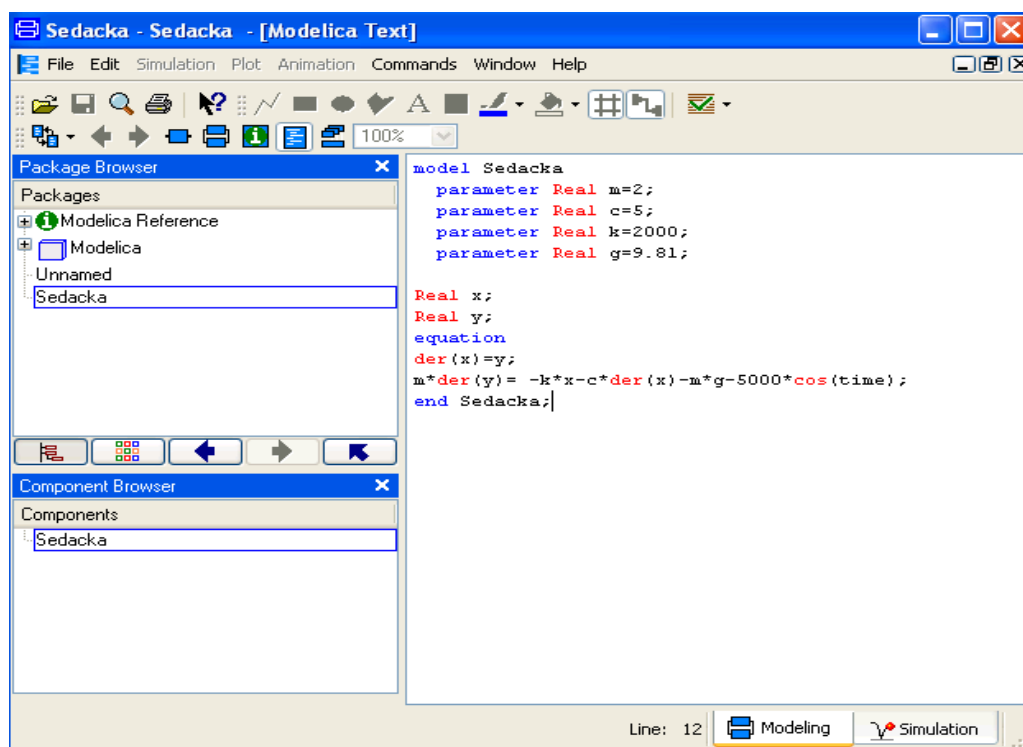 Sedacka - Sedacka - [Modelica Text]
File Edit Simulation Plot Animation Commands Window Help
A
100%
Package Browser
Packages
Modelica Reference
Modelica
Unnamed
Sedacka
Component Browser
Components
Sedacka
model Sedacka
parameter Real m=2;
parameter Real c=5;
parameter Real k=2000;
parameter Real g=9.81;
Real x;
Real y;
equation
der(x)=y;
m*der(y)= -k*x-c*der(x)-m*g-5000*cos(time);
end Sedacka;
Line: 12 Modeling Simulation